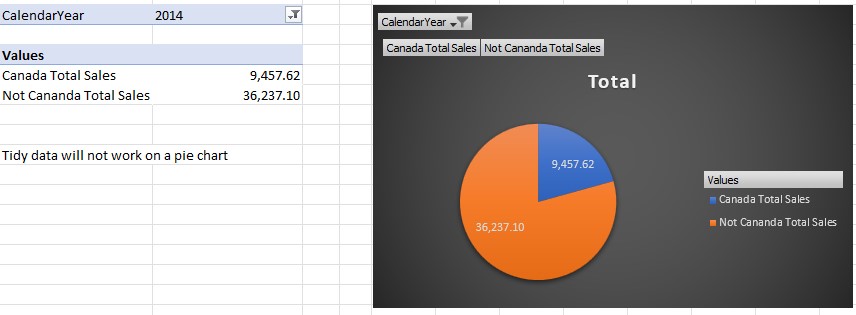 CalendarYear 2014
Values
Canada Total Sales 9,457.62
Not Cananda Total Sales 36,237.10
Tidy data will not work on a pie chart
CalendarYear
Canada Total Sales Not Cananda Total Sales
Total
9,457.62
36,237.10
Values
Canada Total Sales
Not Cananda Total Sales